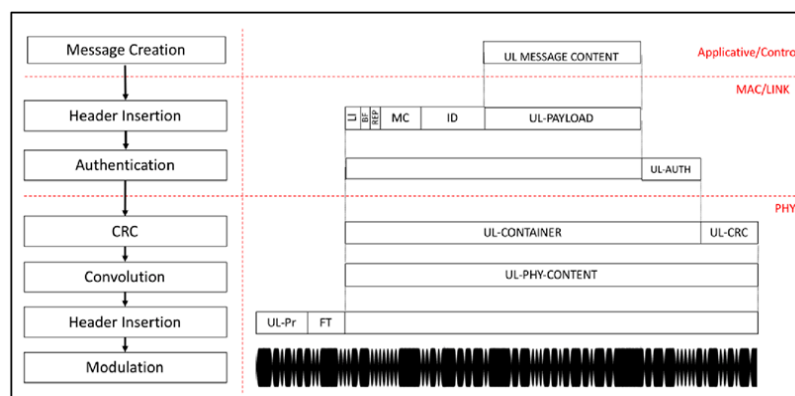 Message Creation
UL MESSAGE CONTENT
Applicative/Contro
MAC/LINK
Header Insertion
LI
BF
REP
MC
ID
UL-PAYLOAD
Authentication
UL-AUTH
PHY
CRC
UL-CONTAINER
UL-CRC
Convolution
UL-PHY-CONTENT
Header Insertion
UL-Pr
FT
Modulation